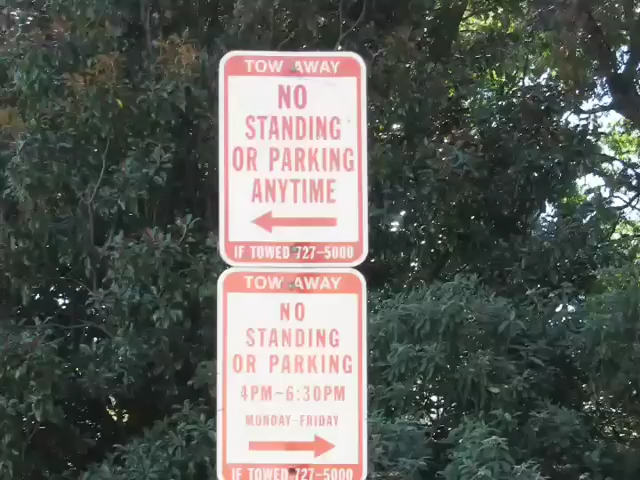 TOW AWAY
NO
STANDING
OR PARKING
ANYTIME
IF TOWED 727-5000
TOW AWAY
NO
STANDING
OR PARKING
4PM-6:30PM
MONDAY-FRIDAY
IF TOWED 727-5000